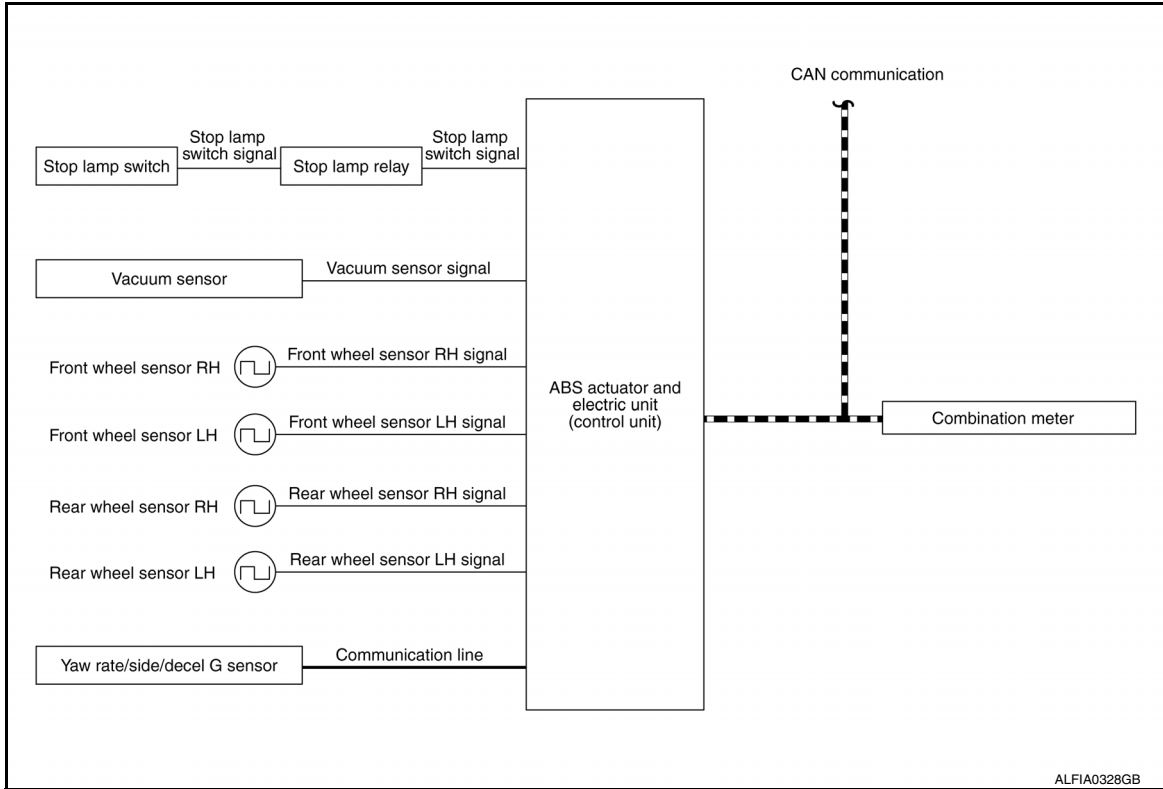 CAN communication
Stop lamp
switch signal
Stop lamp
switch signal
Stop lamp switch
Stop lamp relay
Vacuum sensor
Vacuum sensor signal
Front wheel sensor RH
Front wheel sensor RH signal
Front wheel sensor LH
Front wheel sensor LH signal
ABS actuator and
electric unit
(control unit)
Combination meter
Rear wheel sensor RH
Rear wheel sensor RH signal
Rear wheel sensor LH
Rear wheel sensor LH signal
Yaw rate/side/decel G sensor
Communication line
ALFIA0328GB